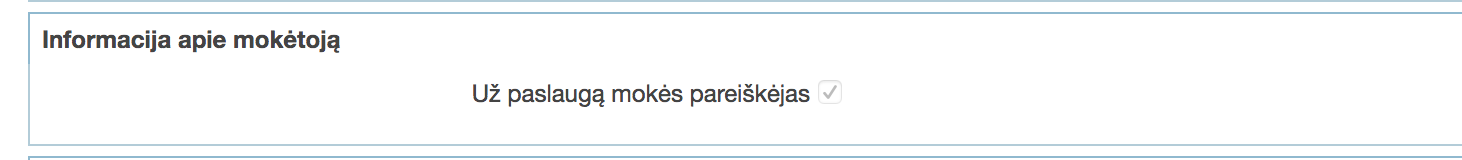 Informacija apie mokėtoją
Už paslaugą mokės pareiškėjas